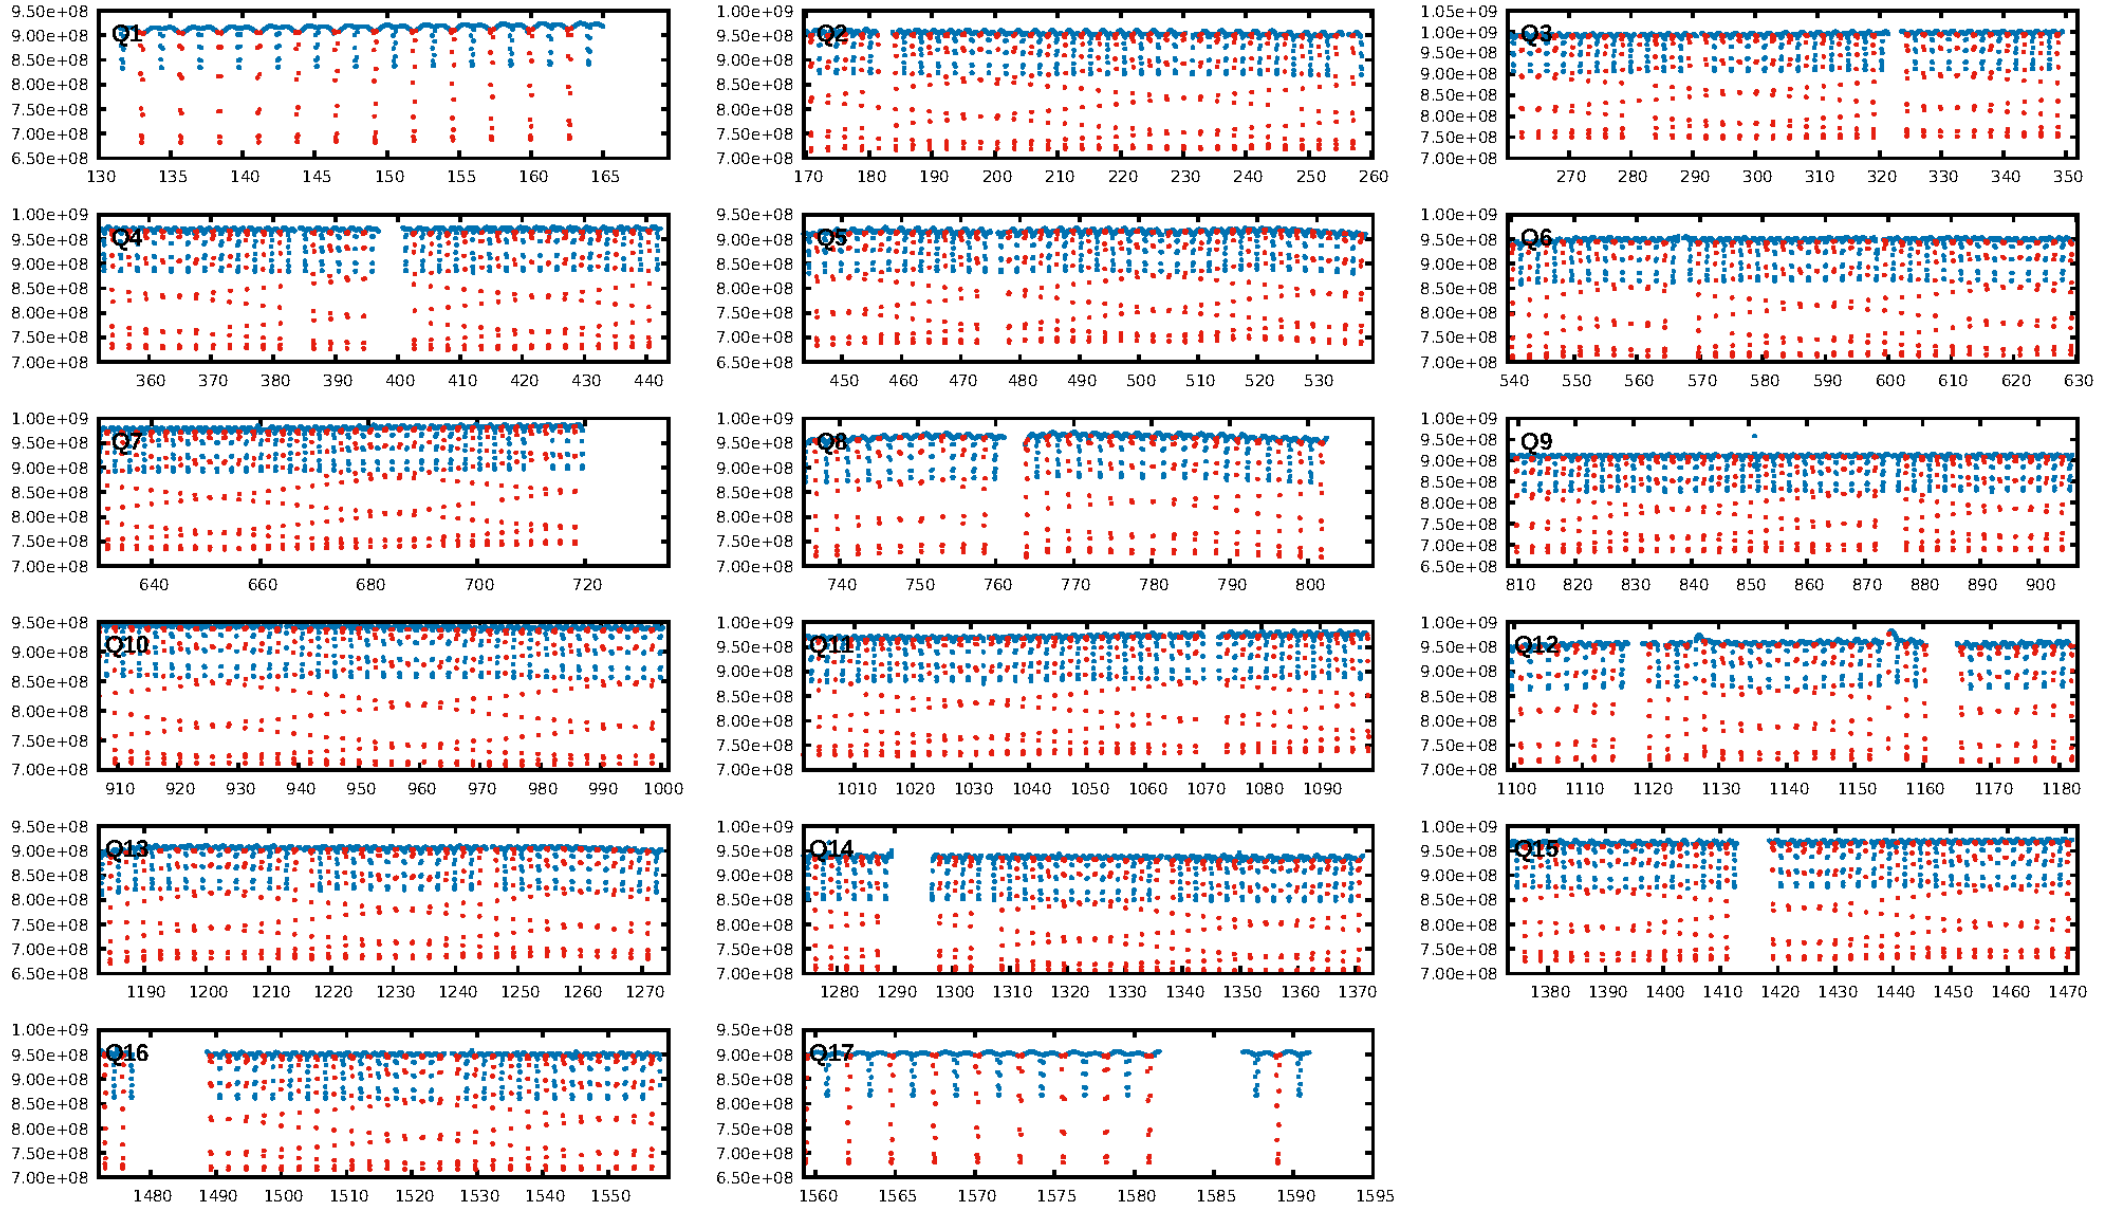 9.50e+08 9.00e+08 8.50e+08 8.00e+08 7.50e+08 7.00e+08 6.50e+08
Q1
130 135 140 145 150 155 160 165
1.00e+09 9.50e+08 9.00e+08 8.50e+08 8.00e+08 7.50e+08 7.00e+08
Q2
170 180 190 200 210 220 230 240 250 260
1.05e+09 1.00e+09 9.50e+08 9.00e+08 8.50e+08 8.00e+08 7.50e+08 7.00e+08
Q3
270 280 290 300 310 320 330 340 350
1.00e+09 9.50e+08 9.00e+08 8.50e+08 8.00e+08 7.50e+08 7.00e+08
Q4
360 370 380 390 400 410 420 430 440
9.50e+08 9.00e+08 8.50e+08 8.00e+08 7.50e+08 7.00e+08 6.50e+08
Q5
450 460 470 480 490 500 510 520 530
1.00e+09 9.50e+08 9.00e+08 8.50e+08 8.00e+08 7.50e+08 7.00e+08
Q6
540 550 560 570 580 590 600 610 620 630
1.00e+09 9.50e+08 9.00e+08 8.50e+08 8.00e+08 7.50e+08 7.00e+08
Q7
640 660 680 700 720
1.00e+09 9.50e+08 9.00e+08 8.50e+08 8.00e+08 7.50e+08 7.00e+08
Q8
740 750 760 770 780 790 800
1.00e+09 9.50e+08 9.00e+08 8.50e+08 8.00e+08 7.50e+08 7.00e+08 6.50e+08
Q9
810 820 830 840 850 860 870 880 890 900
9.50e+08 9.00e+08 8.50e+08 8.00e+08 7.50e+08 7.00e+08
Q10
910 920 930 940 950 960 970 980 990 1000
1.00e+09 9.50e+08 9.00e+08 8.50e+08 8.00e+08 7.50e+08 7.00e+08
Q11
1010 1020 1030 1040 1050 1060 1070 1080 1090
1.00e+09 9.50e+08 9.00e+08 8.50e+08 8.00e+08 7.50e+08 7.00e+08
Q12
1100 1110 1120 1130 1140 1150 1160 1170 1180
9.50e+08 9.00e+08 8.50e+08 8.00e+08 7.50e+08 7.00e+08 6.50e+08
Q13
1190 1200 1210 1220 1230 1240 1250 1260 1270
1.00e+09 9.50e+08 9.00e+08 8.50e+08 8.00e+08 7.50e+08 7.00e+08
Q14
1280 1290 1300 1310 1320 1330 1340 1350 1360 1370
1.00e+09 9.50e+08 9.00e+08 8.50e+08 8.00e+08 7.50e+08 7.00e+08
Q15
1380 1390 1400 1410 1420 1430 1440 1450 1460 1470
1.00e+09 9.50e+08 9.00e+08 8.50e+08 8.00e+08 7.50e+08 7.00e+08
Q16
1480 1490 1500 1510 1520 1530 1540 1550
9.50e+08 9.00e+08 8.50e+08 8.00e+08 7.50e+08 7.00e+08 6.50e+08
Q17
1560 1565 1570 1575 1580 1585 1590 1595